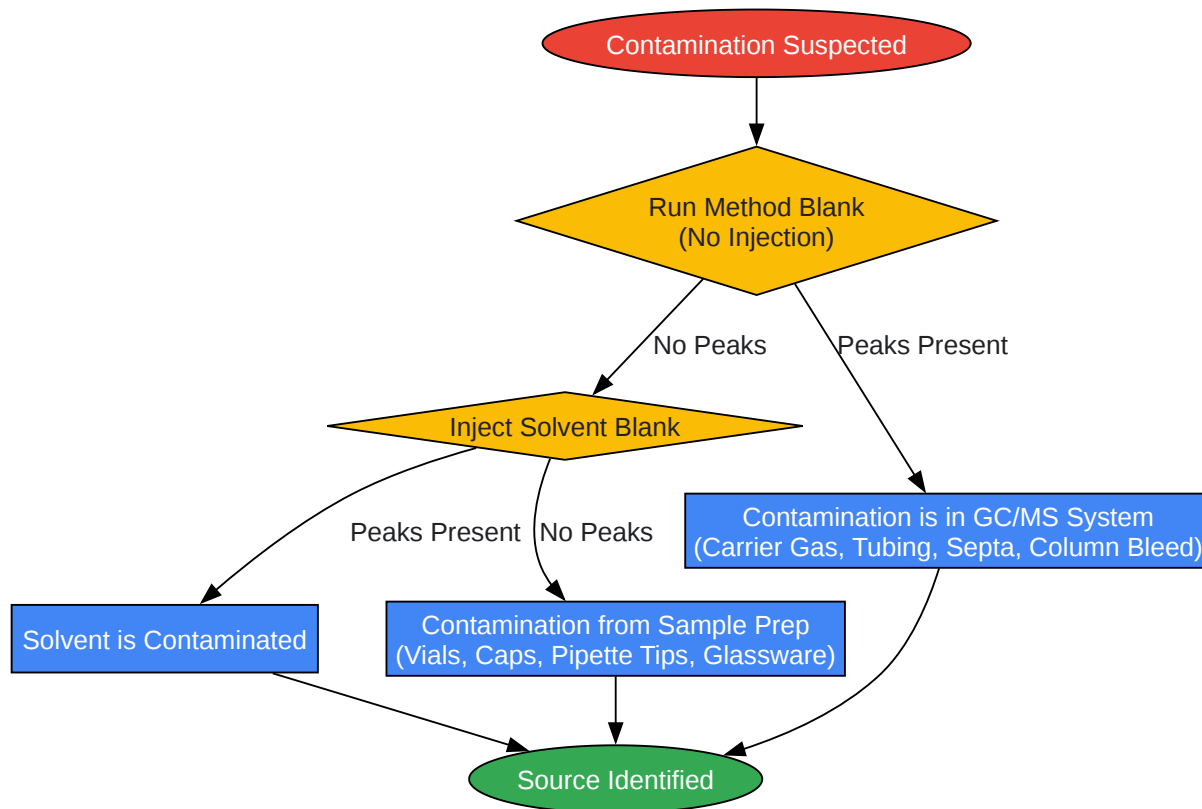 Contamination Suspected
Run Method Blank
(No Injection)
No Peaks
Peaks Present
Inject Solvent Blank
Peaks Present
No Peaks
Contamination is in GC/MS System
(Carrier Gas, Tubing, Septa, Column Bleed)
Solvent is Contaminated
Contamination from Sample Prep
(Vials, Caps, Pipette Tips, Glassware)
Source Identified